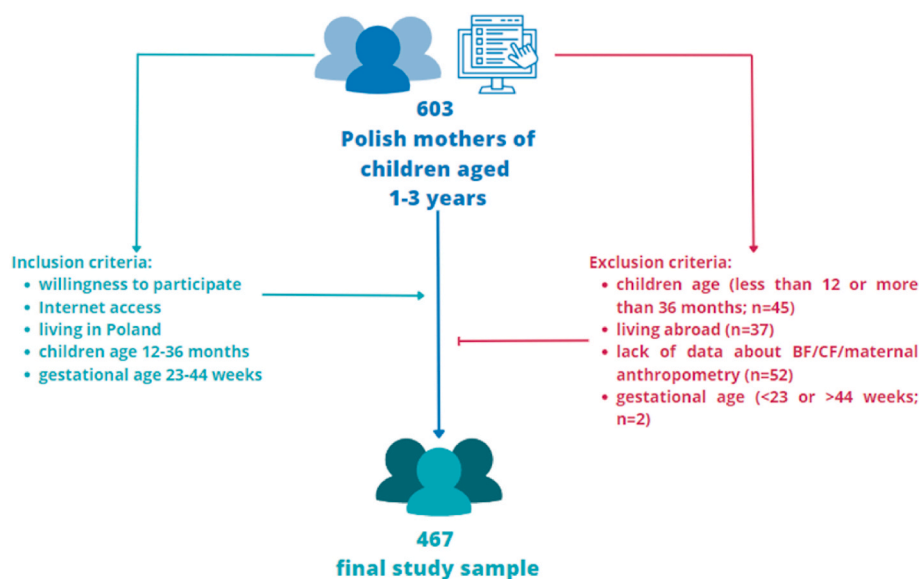 603
Polish mothers of
children aged
1-3 years
Inclusion criteria:
• willingness to participate
• Internet access
• living in Poland
• children age 12-36 months
• gestational age 23-44 weeks
Exclusion criteria:
• children age (less than 12 or more
than 36 months; n=45)
• living abroad (n=37)
• lack of data about BF/CF/maternal
anthropometry (n=52)
• gestational age (<23 or >44 weeks;
n=2)
467
final study sample